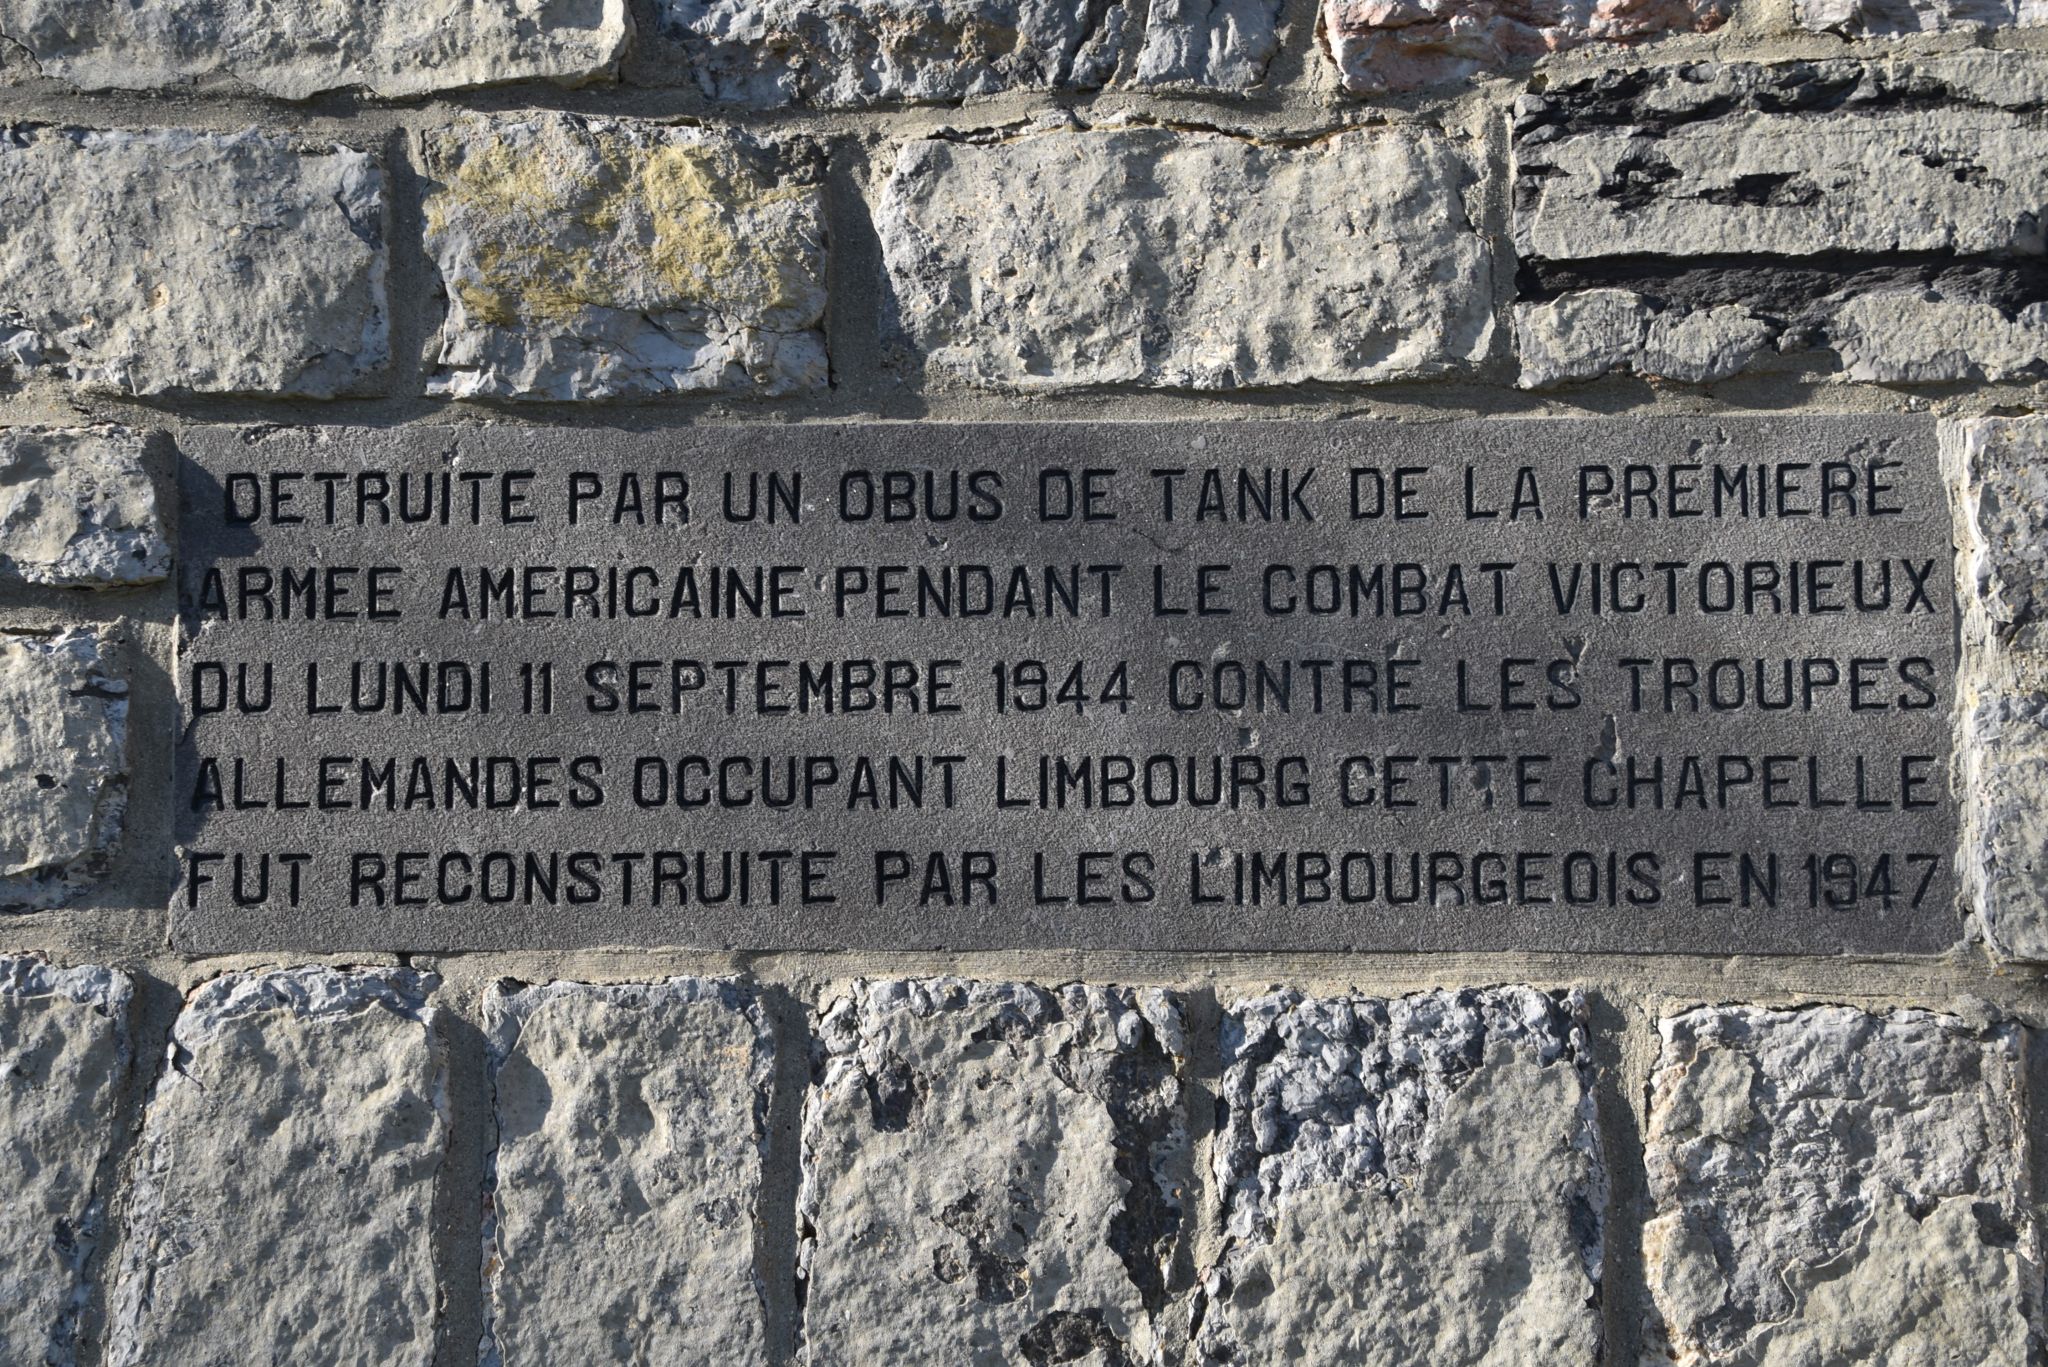 DETRUITE PAR UN OBUS DE TANK DE LA PREMIERE
ARMEE AMERICAINE PENDANT LE COMBAT VICTORIEUX
DU LUNDI 11 SEPTEMBRE 1944 CONTRE LES TROUPES
ALLEMANDES OCCUPANT LIMBOURG CETTE CHAPELLE
FUT RECONSTRUITE PAR LES LIMBOURGEOIS EN 1947